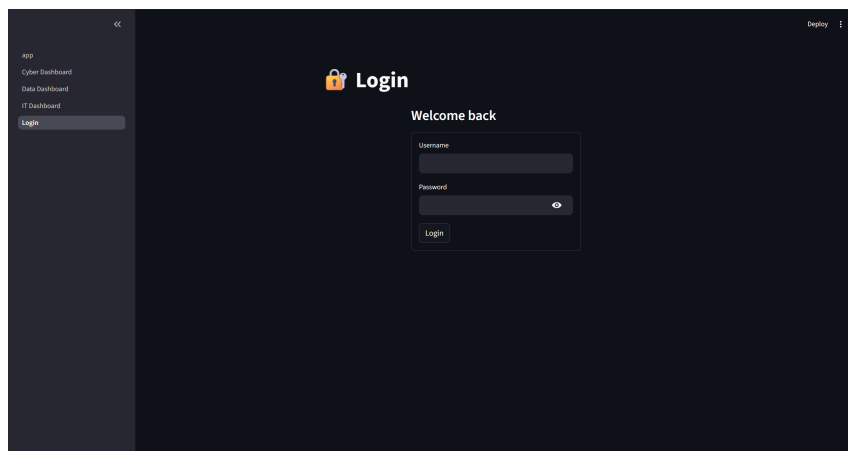 Deploy
app
Cyber Dashboard
Data Dashboard
IT Dashboard
Login
Login
Welcome back
Username
Password
Login